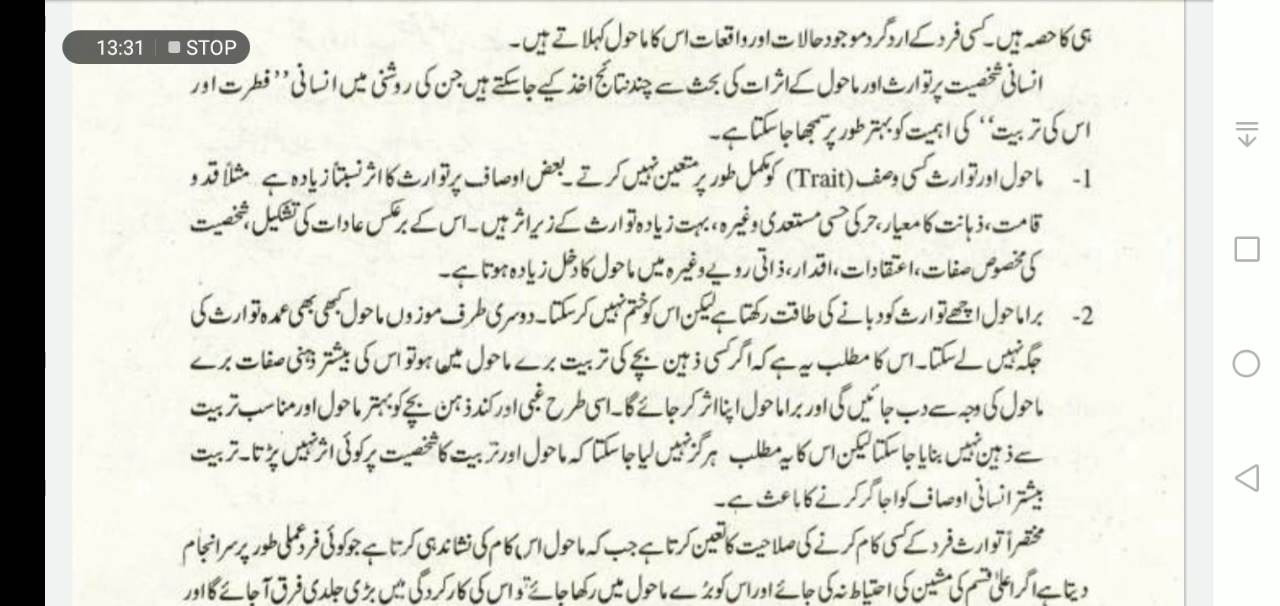 13:31 STOP
ہی کا حصہ ہیں۔ کسی فرد کے ارد گرد موجود حالات اور واقعات اس کا ماحول کہلاتے ہیں۔
انسانی شخصیت پر توارث اور ماحول کے اثرات کی بحث سے چند نتائج اخذ کیے جا سکتے ہیں جن کی روشنی میں انسانی ’’فطرت اور
اس کی تربیت‘‘ کی اہمیت کو بہتر طور پر سمجھا جا سکتا ہے۔
1- ماحول اور توارث کسی وصف (Trait) کو مکمل طور پر متعین نہیں کرتے۔ بعض اوصاف پر توارث کا اثر نسبتاً زیادہ ہے مثلاً قد و
قامت، ذہانت کا معیار، حرکی حسی مستعدی وغیرہ، بہت زیادہ توارث کے زیر اثر ہیں۔ اس کے برعکس عادات کی تشکیل، شخصیت
کی مخصوص صفات، اعتقادات، اقدار، ذاتی رویے وغیرہ میں ماحول کا دخل زیادہ ہوتا ہے۔
2- برا ماحول اچھے توارث کو دبانے کی طاقت رکھتا ہے لیکن اس کو ختم نہیں کر سکتا۔ دوسری طرف موزوں ماحول کبھی بھی عمدہ توارث کی
جگہ نہیں لے سکتا۔ اس کا مطلب یہ ہے کہ اگر کسی ذہین بچے کی تربیت برے ماحول میں ہو تو اس کی بیشتر ذہنی صفات برے
ماحول کی وجہ سے دب جائیں گی اور برا ماحول اپنا اثر کر جائے گا۔ اسی طرح غبی اور کند ذہن بچے کو بہتر ماحول اور مناسب تربیت
سے ذہین نہیں بنایا جا سکتا لیکن اس کا یہ مطلب ہرگز نہیں لیا جا سکتا کہ ماحول اور تربیت کا شخصیت پر کوئی اثر نہیں پڑتا۔ تربیت
بیشتر انسانی اوصاف کو اجاگر کرنے کا باعث ہے۔
مختصراً توارث فرد کے کسی کام کرنے کی صلاحیت کا تعین کرتا ہے جب کہ ماحول اس کام کی نشاندہی کرتا ہے جو کوئی فرد عملی طور پر سرانجام
دیتا ہے اگر اعلیٰ قسم کی مشین کی احتیاط نہ کی جائے اور اس کو برے ماحول میں رکھا جائے تو اس کی کارکردگی میں بڑی جلدی فرق آ جائے گا اور